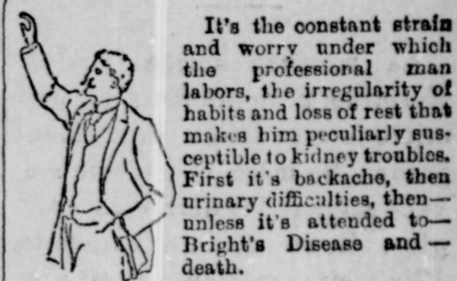 It's the constant strain
and worry under which
the professional man
labors, the irregularity of
habits and loss of rest that
makes him peculiarly sus-
ceptible to kidney troubles.
First it's backache, then
urinary difficulties, then—
unless it's attended to—
Bright's Disease and—
death.